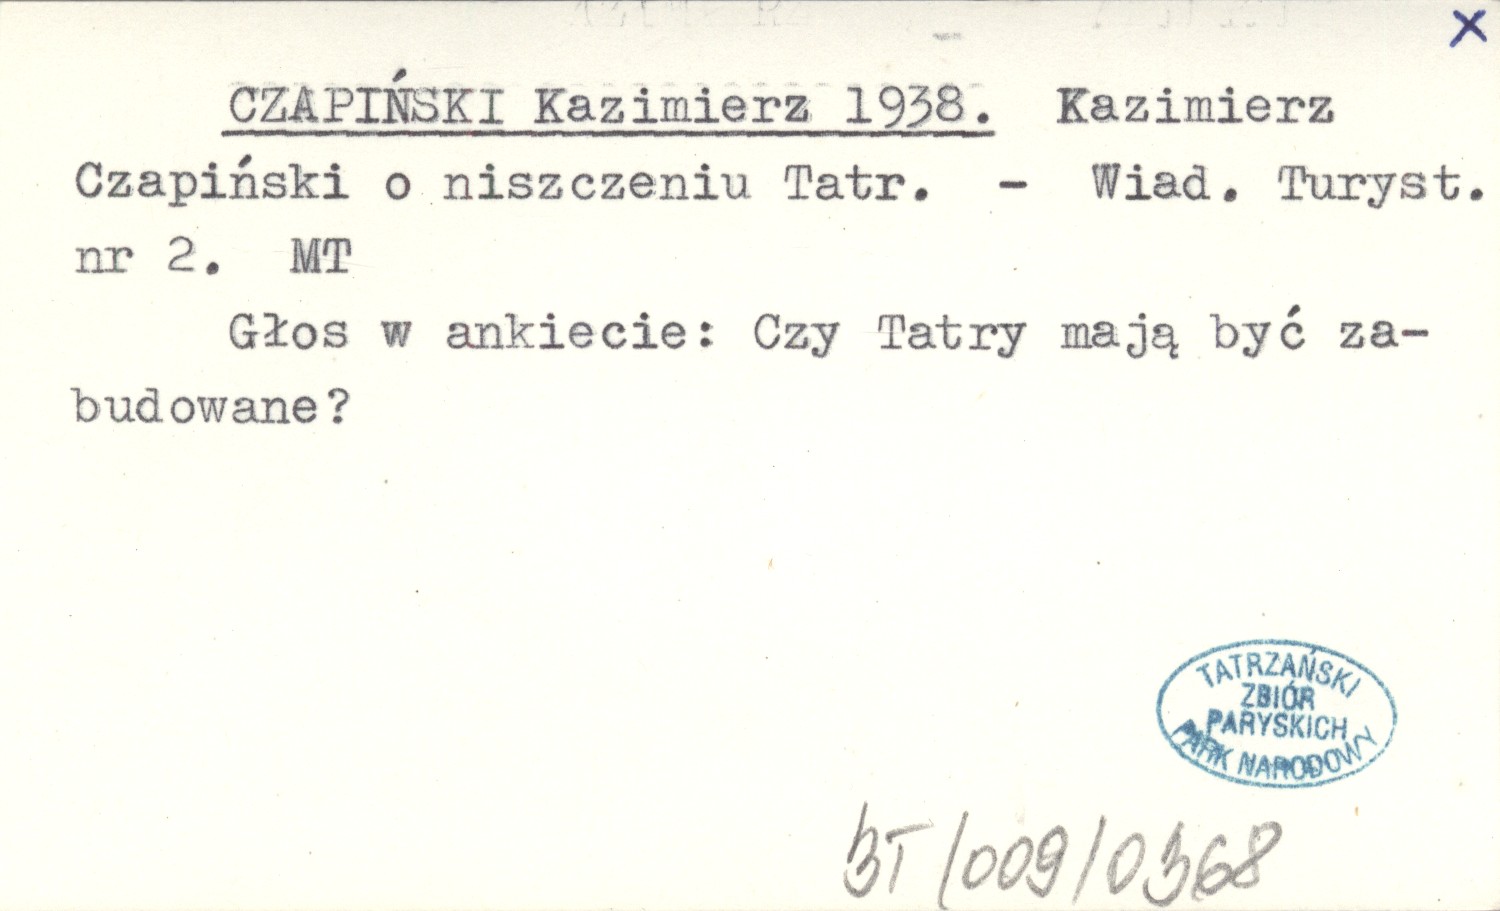 X
CZAPIŃSKI Kazimierz 1938. Kazimierz
Czapiński o niszczeniu Tatr. - Wiad. Turyst.
nr 2. MT
Głos w ankiecie: Czy Tatry mają być za-
budowane?
TATRZAŃSKI
ZBIÓR
PARYSKICH
PARK NARODOWY
BT/009/0368